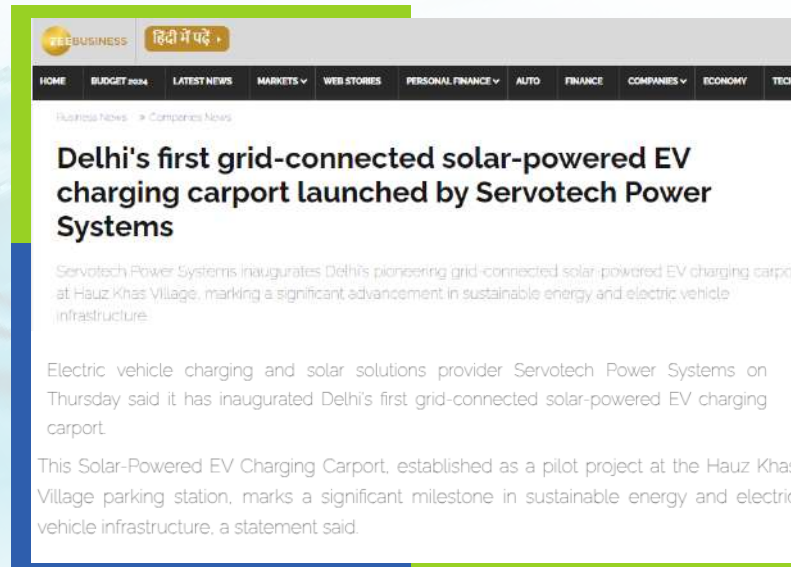 ZEEBUSINESS
हिंदी में पढ़ें
HOME BUDGET 2024 LATEST NEWS MARKETS WEB STORIES PERSONAL FINANCE AUTO FINANCE COMPANIES ECONOMY TECH
Business News » Companies News
Delhi's first grid-connected solar-powered EV
charging carport launched by Servotech Power
Systems
Servotech Power Systems inaugurates Delhi's pioneering grid-connected solar-powered EV charging carpo
at Hauz Khas Village, marking a significant advancement in sustainable energy and electric vehicle
infrastructure.
Electric vehicle charging and solar solutions provider Servotech Power Systems on
Thursday said it has inaugurated Delhi's first grid-connected solar-powered EV charging
carport.
This Solar-Powered EV Charging Carport, established as a pilot project at the Hauz Khas
Village parking station, marks a significant milestone in sustainable energy and electric
vehicle infrastructure, a statement said.